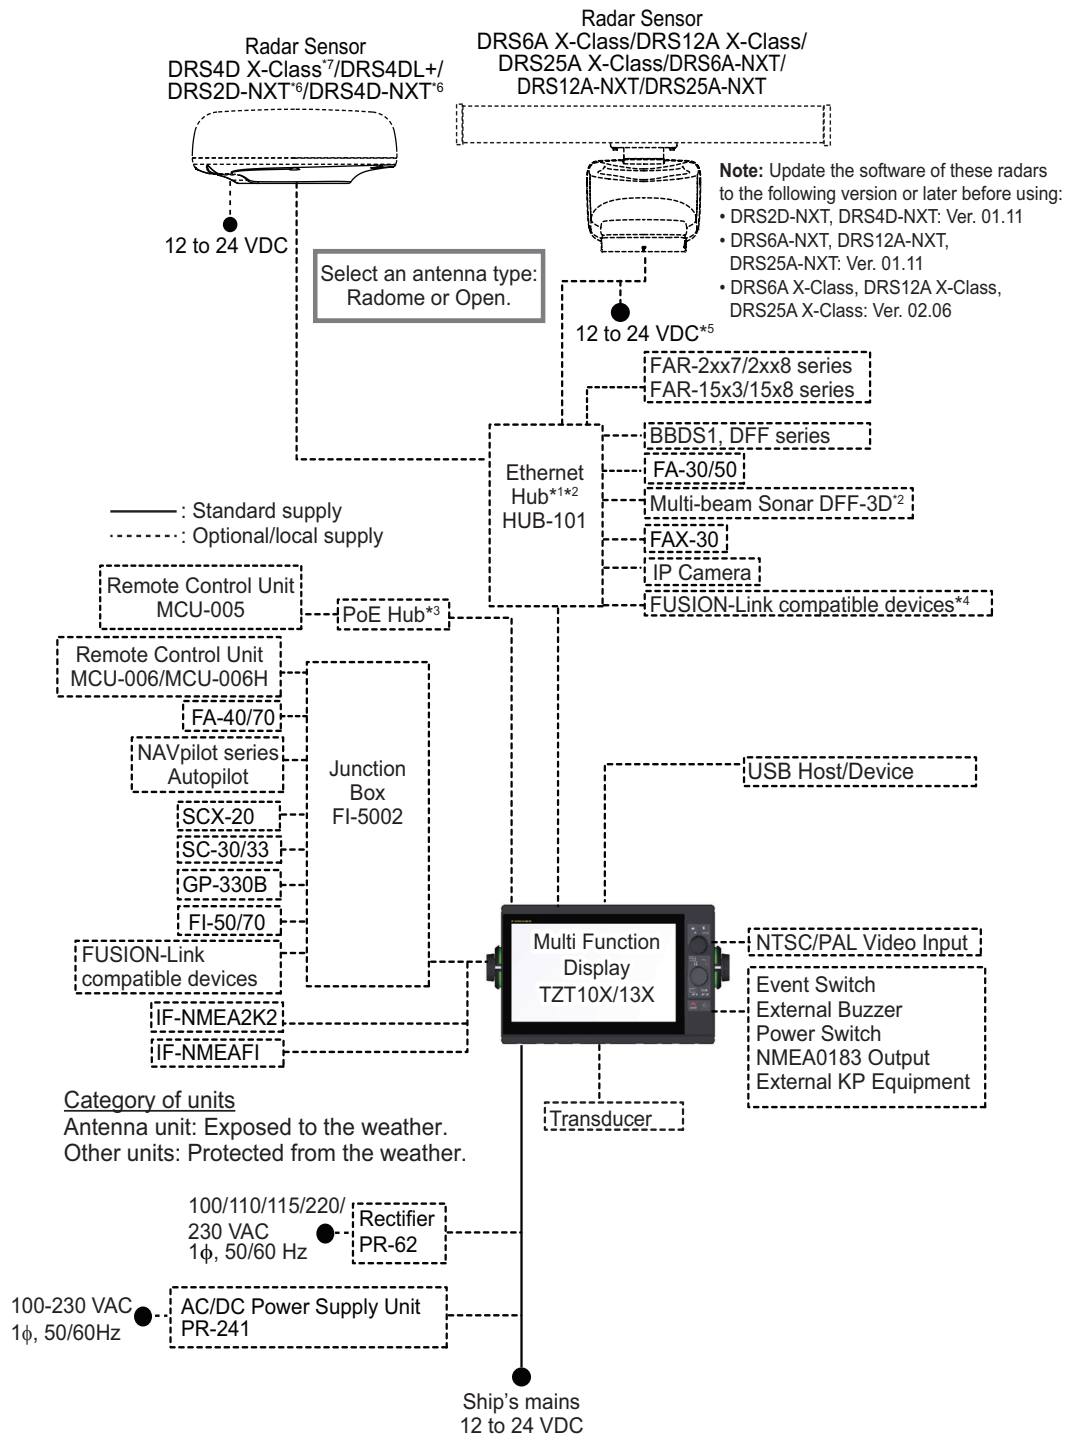 Radar Sensor
DRS4D X-Class*7/DRS4DL+/
DRS2D-NXT*6/DRS4D-NXT*6
Radar Sensor
DRS6A X-Class/DRS12A X-Class/
DRS25A X-Class/DRS6A-NXT/
DRS12A-NXT/DRS25A-NXT
Note: Update the software of these radars
to the following version or later before using:
• DRS2D-NXT, DRS4D-NXT: Ver. 01.11
• DRS6A-NXT, DRS12A-NXT,
DRS25A-NXT: Ver. 01.11
• DRS6A X-Class, DRS12A X-Class,
DRS25A X-Class: Ver. 02.06
12 to 24 VDC
Select an antenna type:
Radome or Open.
12 to 24 VDC*5
FAR-2xx7/2xx8 series
FAR-15x3/15x8 series
BBDS1, DFF series
FA-30/50
Multi-beam Sonar DFF-3D*2
FAX-30
IP Camera
FUSION-Link compatible devices*4
Ethernet
Hub*1*2
HUB-101
: Standard supply
: Optional/local supply
Remote Control Unit
MCU-005
PoE Hub*3
Remote Control Unit
MCU-006/MCU-006H
FA-40/70
NAVpilot series
Autopilot
SCX-20
SC-30/33
GP-330B
FI-50/70
FUSION-Link
compatible devices
IF-NMEA2K2
IF-NMEAFI
Junction
Box
FI-5002
USB Host/Device
Multi Function
Display
TZT10X/13X
NTSC/PAL Video Input
Event Switch
External Buzzer
Power Switch
NMEA0183 Output
External KP Equipment
Transducer
Category of units
Antenna unit: Exposed to the weather.
Other units: Protected from the weather.
100/110/115/220/
230 VAC
1ϕ, 50/60 Hz
Rectifier
PR-62
100-230 VAC
1ϕ, 50/60Hz
AC/DC Power Supply Unit
PR-241
Ship's mains
12 to 24 VDC